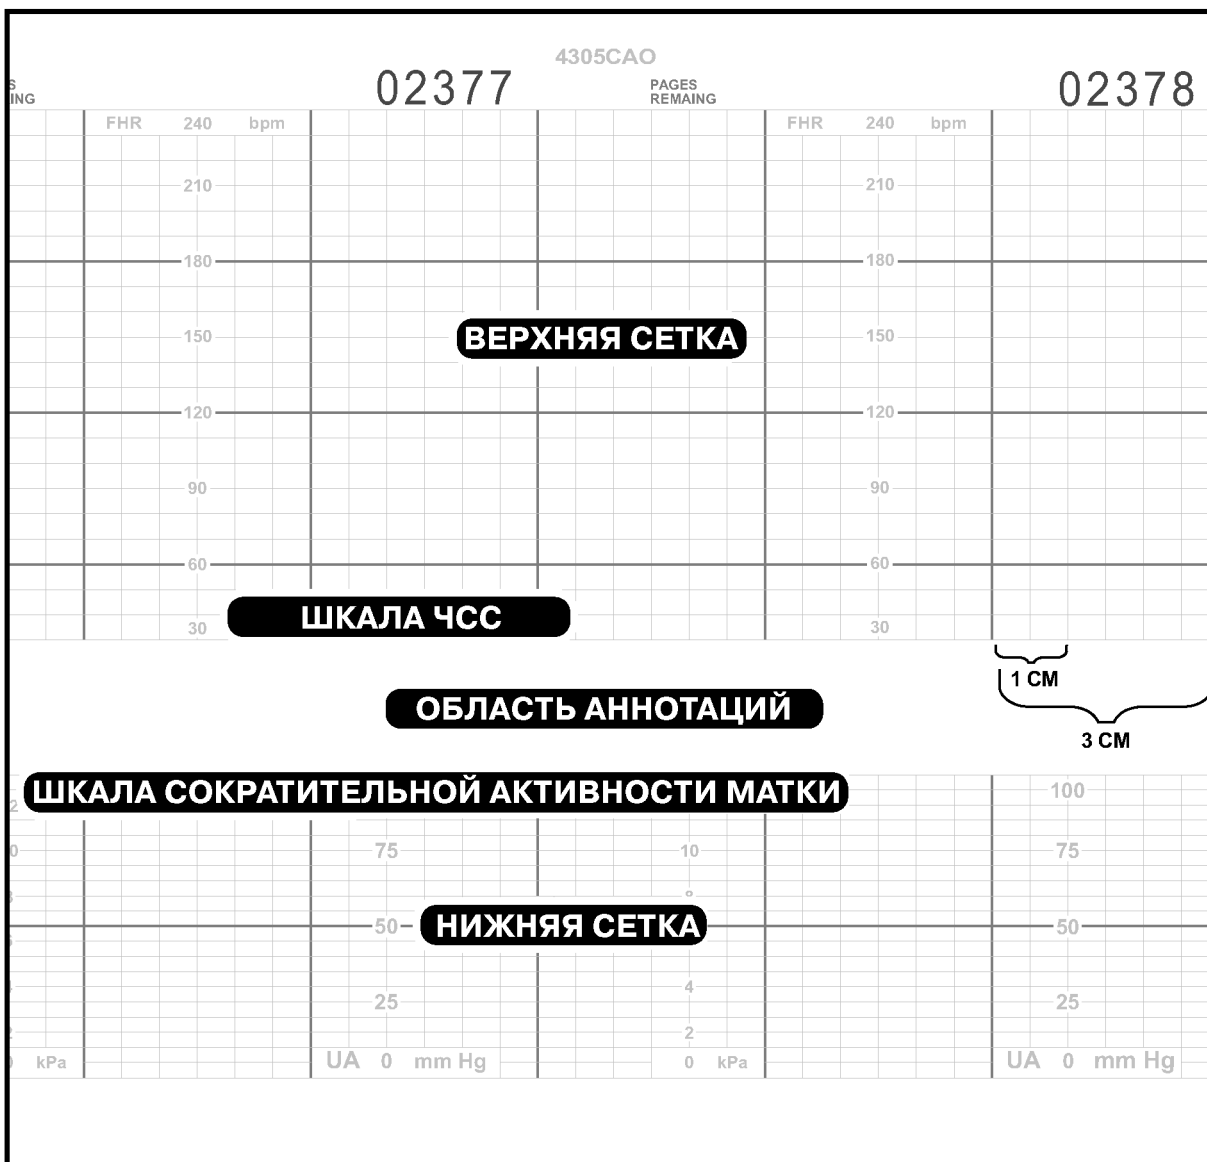 4305CAO
02377 PAGES 02378
ING REMAING
FHR 240 bpm FHR 240 bpm
210 210
180 180
ВЕРХНЯЯ СЕТКА
150 150
120 120
90 90
60 60
ШКАЛА ЧСС
30 30
1 СМ
ОБЛАСТЬ АННОТАЦИЙ
3 СМ
ШКАЛА СОКРАТИТЕЛЬНОЙ АКТИВНОСТИ МАТКИ 100
75 10 75
50 НИЖНЯЯ СЕТКА 50
4
25 25
2
kPa UA 0 mm Hg 0 kPa UA 0 mm Hg